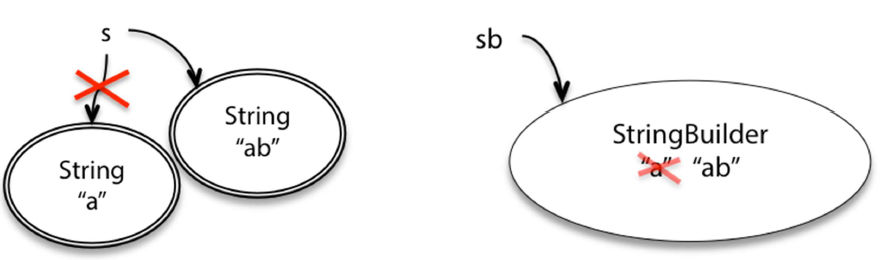 s
String
“a”
String
“ab”
sb
StringBuilder
“a” “ab”